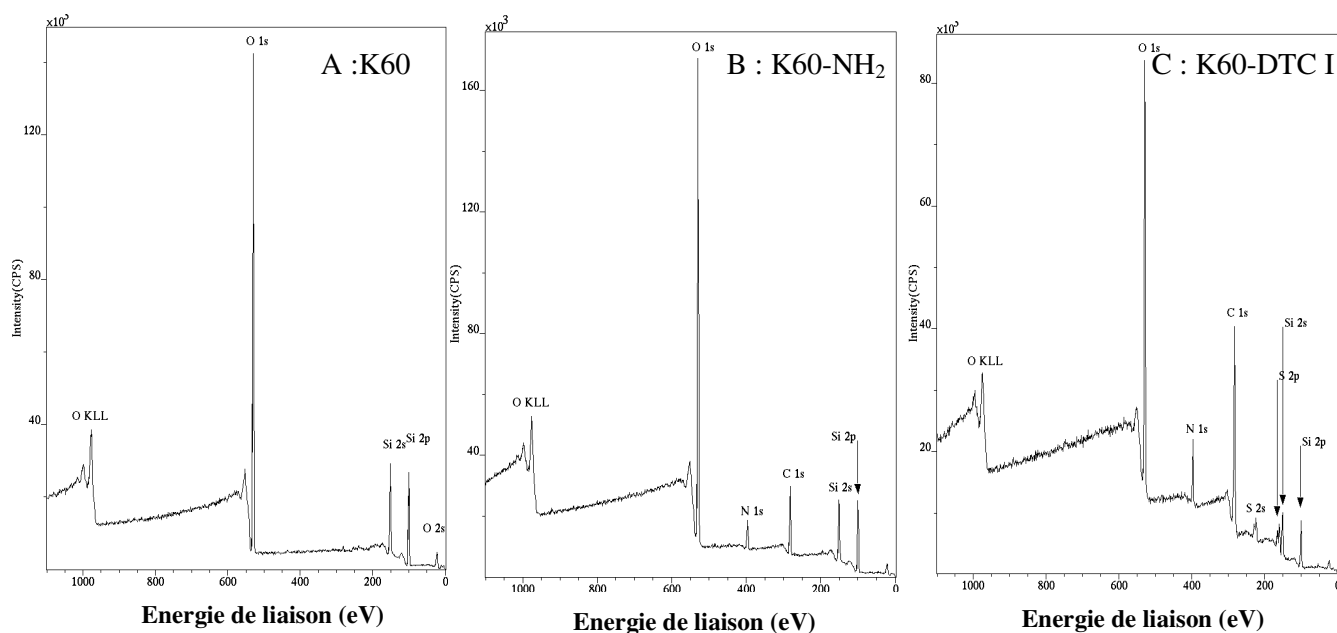 x10³
O 1s
A :K60
120
Intensity(CPS)
80
O KLL
40
Si 2s
Si 2p
O 2s
1000
800
600
400
200
0
Energie de liaison (eV)
x10³
O 1s
B : K60-NH₂
160
120
Intensity(CPS)
80
O KLL
40
N 1s
C 1s
Si 2s
Si 2p
1000
800
600
400
200
0
Energie de liaison (eV)
x10³
O 1s
C : K60-DTC I
80
60
Intensity(CPS)
40
O KLL
20
N 1s
C 1s
S 2s
Si 2s
S 2p
Si 2p
1000
800
600
400
200
0
Energie de liaison (eV)